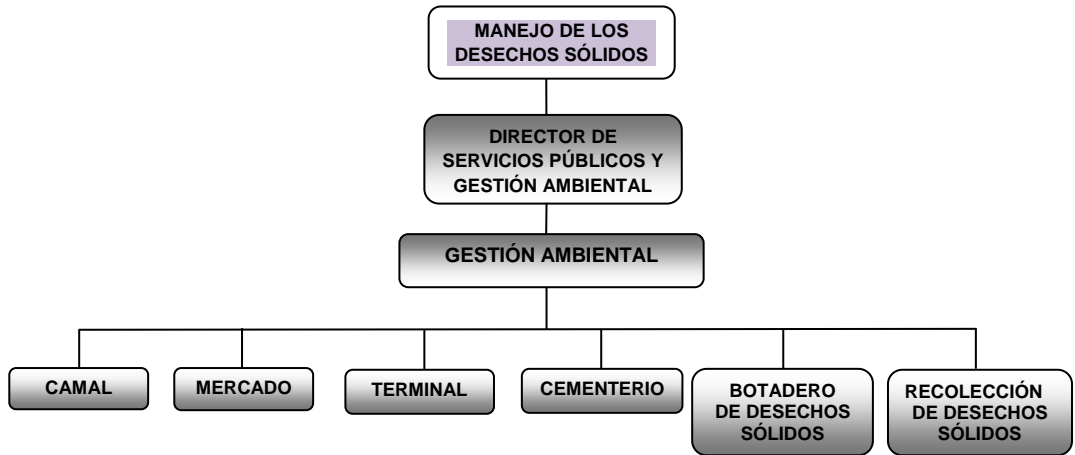 MANEJO DE LOS
DESECHOS SÓLIDOS
DIRECTOR DE
SERVICIOS PÚBLICOS Y
GESTIÓN AMBIENTAL
GESTIÓN AMBIENTAL
CAMAL
MERCADO
TERMINAL
CEMENTERIO
BOTADERO
DE DESECHOS
SÓLIDOS
RECOLECCIÓN
DE DESECHOS
SÓLIDOS